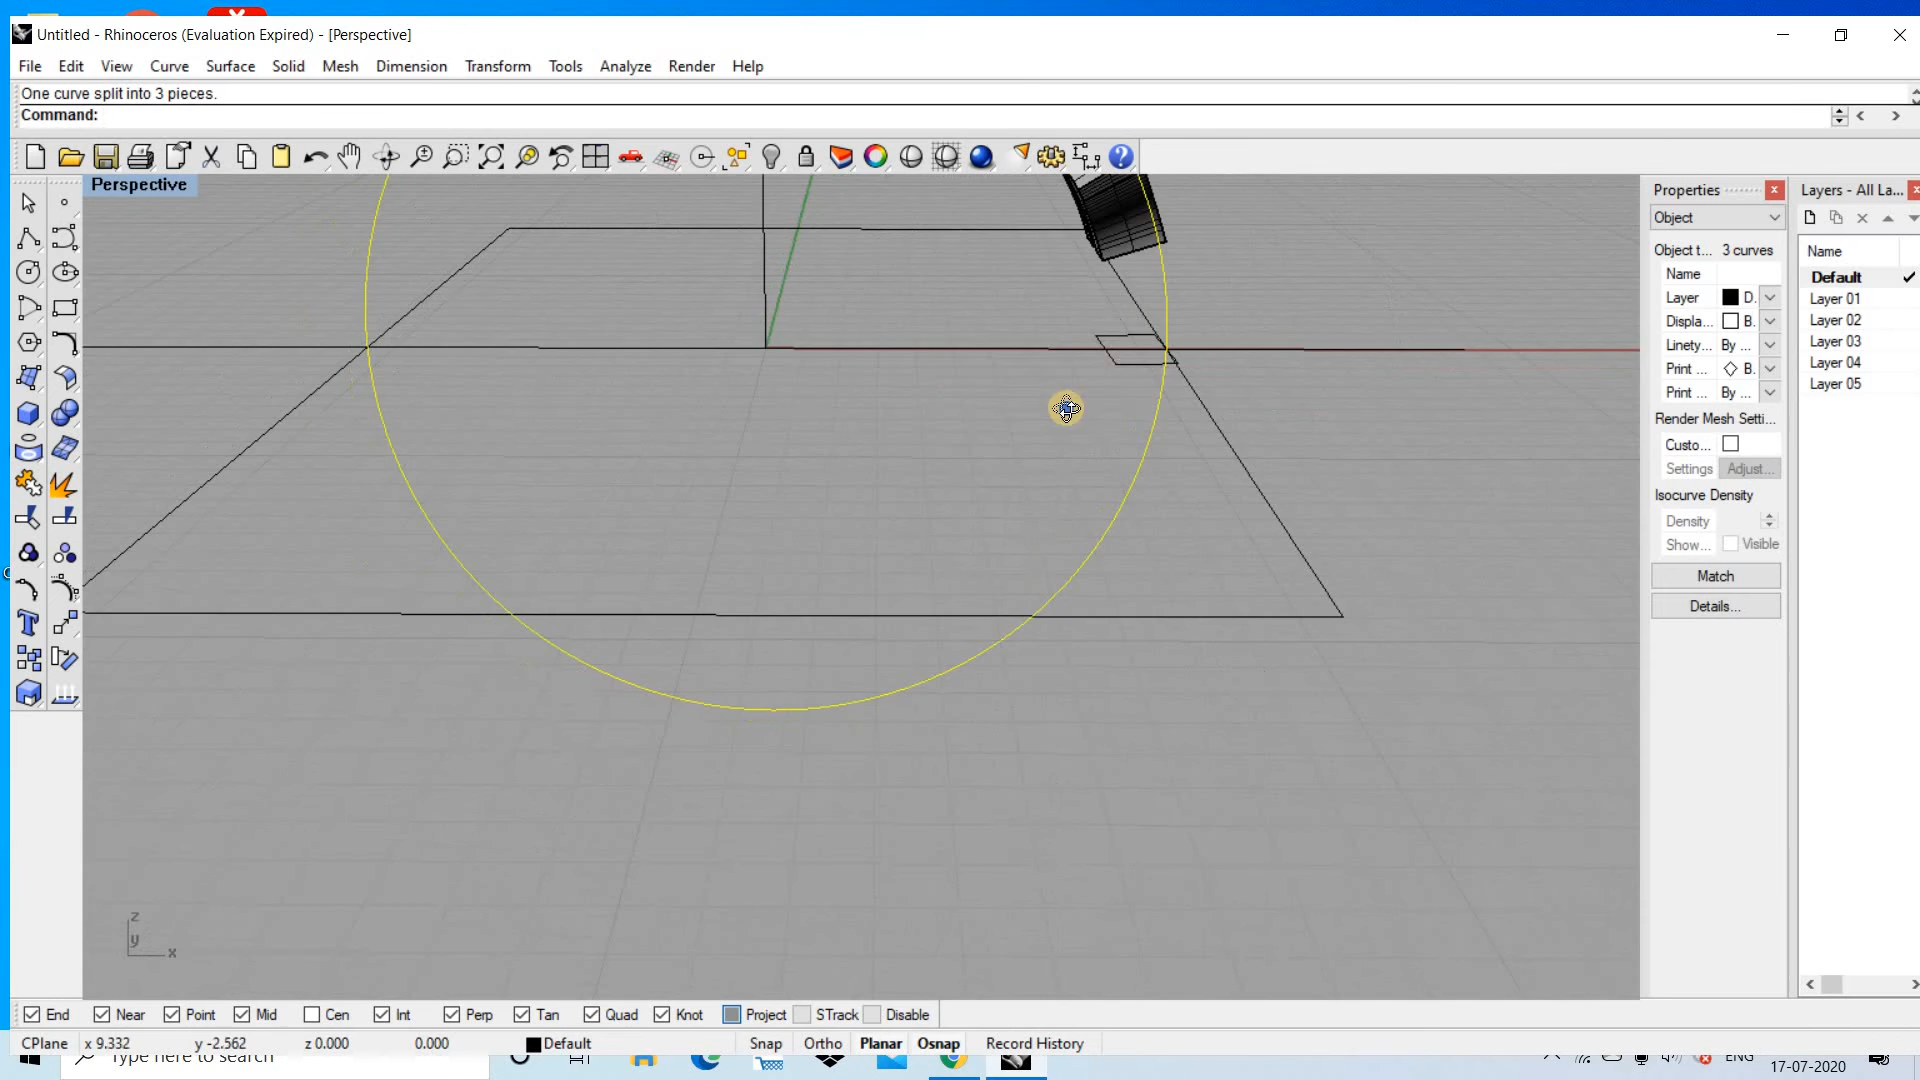 Untitled - Rhinoceros (Evaluation Expired) - [Perspective]
File Edit View Curve Surface Solid Mesh Dimension Transform Tools Analyze Render Help
One curve split into 3 pieces.
Command:
Perspective
Properties
Layers - All La...
Object
Object t... 3 curves
Name
Layer D.
Displa... B.
Linety... By ...
Print ... B.
Print ... By ...
Render Mesh Setti...
Custo...
Settings Adjust...
Isocurve Density
Density
Show... Visible
Match
Details...
Name
Default
Layer 01
Layer 02
Layer 03
Layer 04
Layer 05
z
y
x
End Near Point Mid Cen Int Perp Tan Quad Knot Project STrack Disable
CPlane x 9.332 y -2.562 z 0.000 0.000 Default Snap Ortho Planar Osnap Record History
Type here to search
ENG
17-07-2020